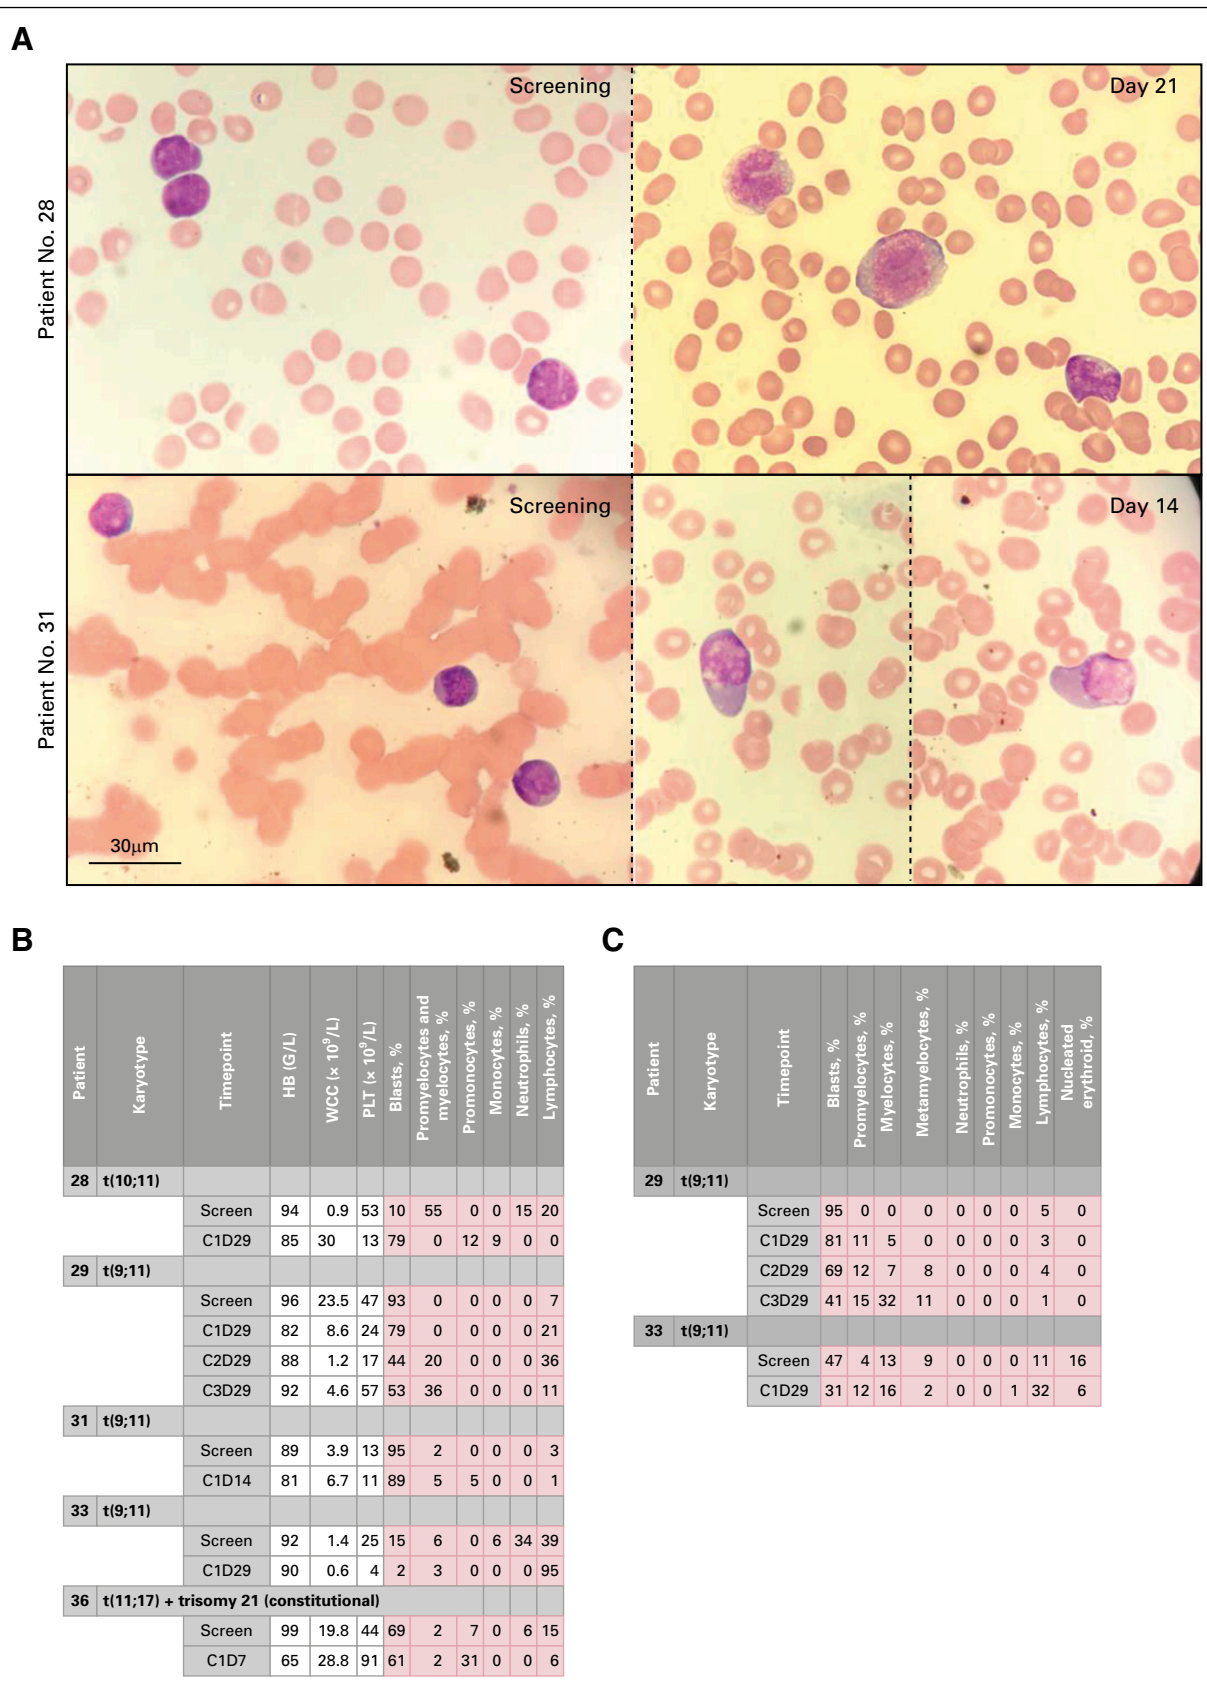 A
Screening
Day 21
Patient No. 28
Screening
Day 14
Patient No. 31
30μm
B
Patient Karyotype Timepoint HB (G/L) WCC (× 10⁹/L) PLT (× 10⁹/L) Blasts, % Promyelocytes and myelocytes, % Promonocytes, % Monocytes, % Neutrophils, % Lymphocytes, %
28 t(10;11)
Screen 94 0.9 53 10 55 0 0 15 20
C1D29 85 30 13 79 0 12 9 0 0
29 t(9;11)
Screen 96 23.5 47 93 0 0 0 0 7
C1D29 82 8.6 24 79 0 0 0 0 21
C2D29 88 1.2 17 44 20 0 0 0 36
C3D29 92 4.6 57 53 36 0 0 0 11
31 t(9;11)
Screen 89 3.9 13 95 2 0 0 0 3
C1D14 81 6.7 11 89 5 5 0 0 1
33 t(9;11)
Screen 92 1.4 25 15 6 0 6 34 39
C1D29 90 0.6 4 2 3 0 0 0 95
36 t(11;17) + trisomy 21 (constitutional)
Screen 99 19.8 44 69 2 7 0 6 15
C1D7 65 28.8 91 61 2 31 0 0 6
C
Patient Karyotype Timepoint Blasts, % Promyelocytes, % Myelocytes, % Metamyelocytes, % Neutrophils, % Promonocytes, % Monocytes, % Lymphocytes, % Nucleated erythroid, %
29 t(9;11)
Screen 95 0 0 0 0 0 0 5 0
C1D29 81 11 5 0 0 0 0 3 0
C2D29 69 12 7 8 0 0 0 4 0
C3D29 41 15 32 11 0 0 0 1 0
33 t(9;11)
Screen 47 4 13 9 0 0 0 11 16
C1D29 31 12 16 2 0 0 1 32 6